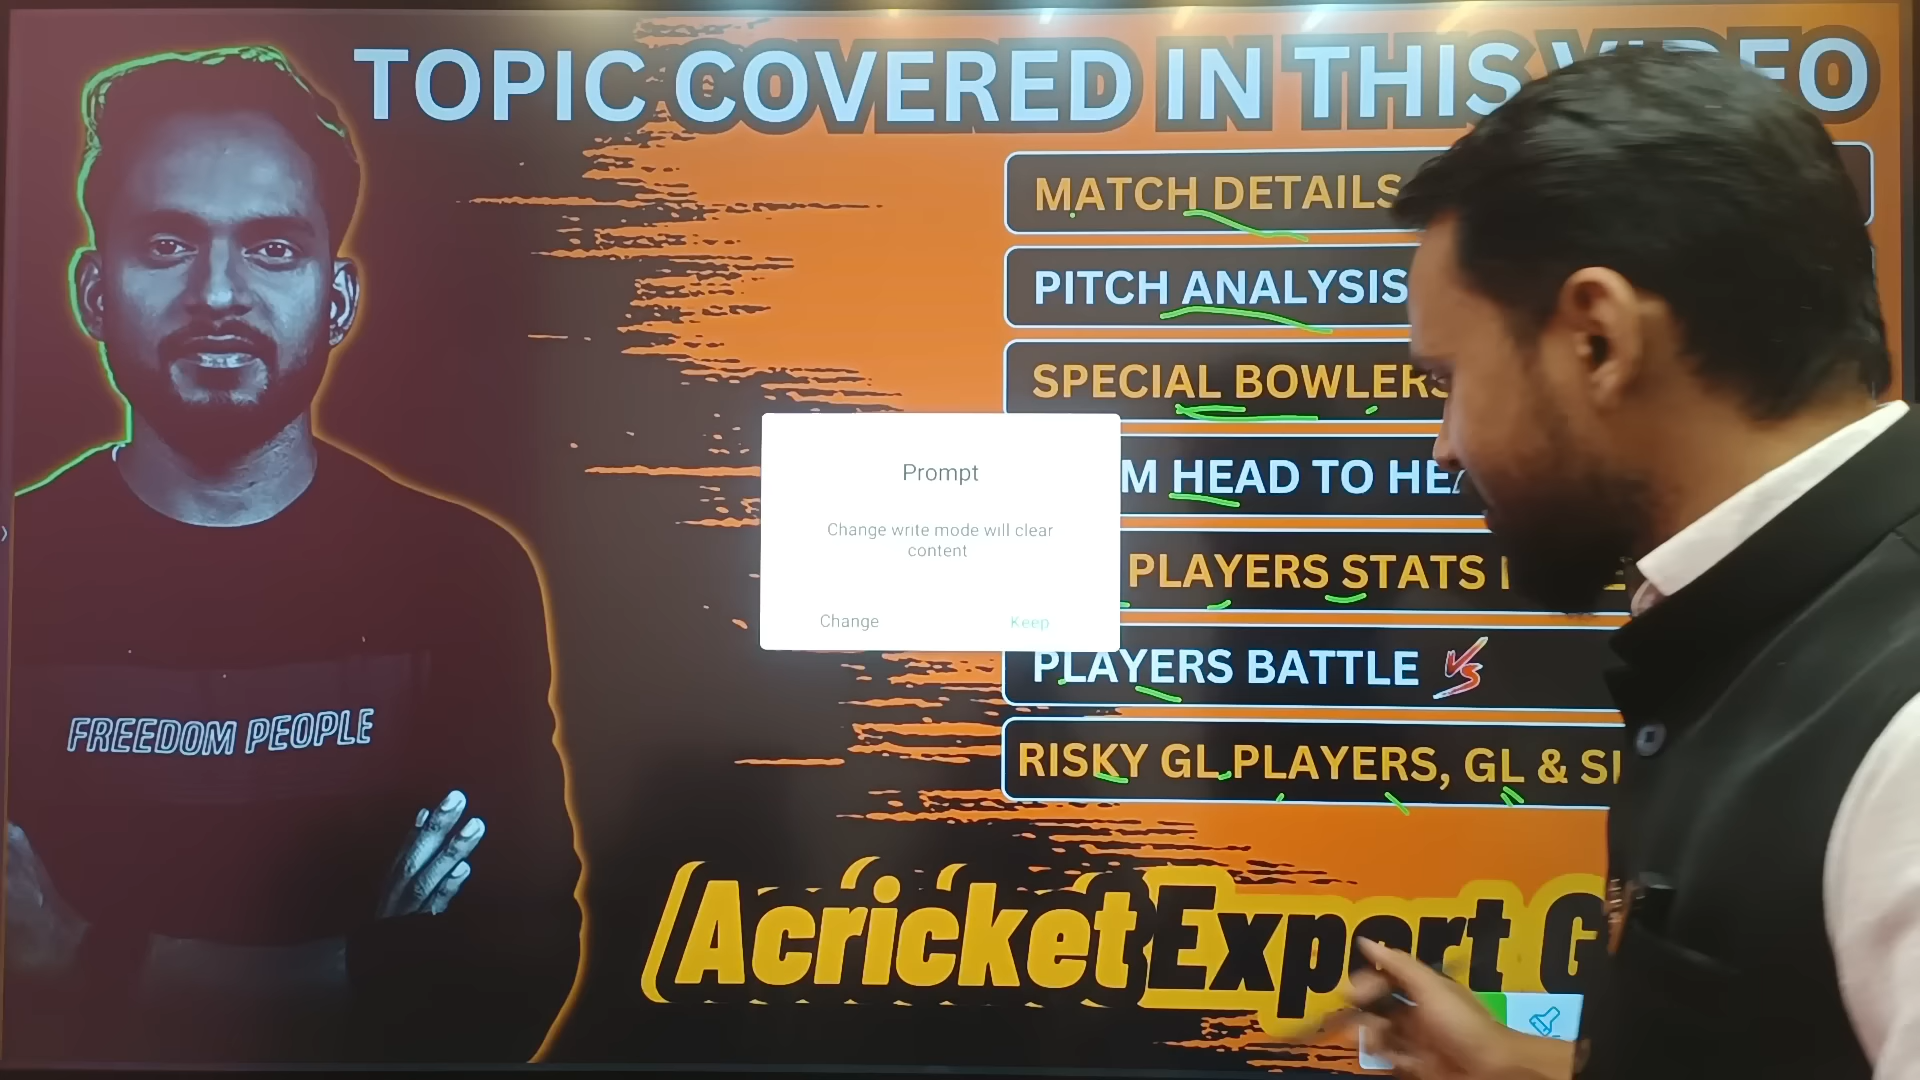 TOPIC COVERED IN THIS
MATCH DETAILS
PITCH ANALYSIS
SPECIAL BOWLERS
HEAD TO
PLAYERS STATS
PLAYERS BATTLE VS
RISKY GL PLAYERS, GL &
Prompt
Change write mode will clear
content
Change Keep
FREEDOM PEOPLE
Acricket Expert